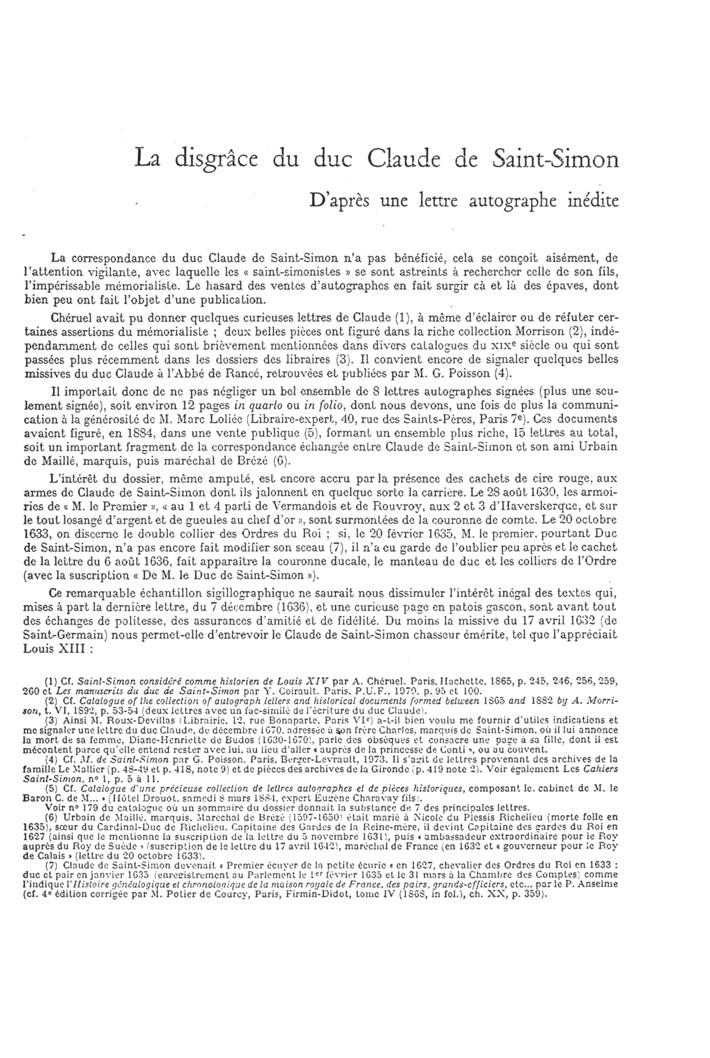 La disgrâce du duc Claude de Saint-Simon
D'après une lettre autographe inédite
La correspondance du duc Claude de Saint-Simon n'a pas bénéficié, cela se conçoit aisément, de
l'attention vigilante, avec laquelle les « saint-simonistes » se sont astreints à rechercher celle de son fils,
l'impérissable mémorialiste. Le hasard des ventes d'autographes en fait surgir cà et là des épaves, dont
bien peu ont fait l'objet d'une publication.
Chéruel avait pu donner quelques curieuses lettres de Claude (1), à même d'éclairer ou de réfuter cer-
taines assertions du mémorialiste ; deux belles pièces ont figuré dans la riche collection Morrison (2), indé-
pendamment de celles qui sont brièvement mentionnées dans divers catalogues du XIXe siècle ou qui sont
passées plus récemment dans les dossiers des libraires (3). Il convient encore de signaler quelques belles
missives du duc Claude à l'Abbé de Rancé, retrouvées et publiées par M. G. Poisson (4).
Il importait donc de ne pas négliger un bel ensemble de 8 lettres autographes signées (plus une seu-
lement signée), soit environ 12 pages in quarto ou in folio, dont nous devons, une fois de plus la communi-
cation à la générosité de M. Marc Loliée (Libraire-expert, 40, rue des Saints-Pères, Paris 7e). Ces documents
avaient figuré, en 1884, dans une vente publique (5), formant un ensemble plus riche, 15 lettres au total,
soit un important fragment de la correspondance échangée entre Claude de Saint-Simon et son ami Urbain
de Maillé, marquis, puis maréchal de Brézé (6).
L'intérêt du dossier, même amputé, est encore accru par la présence des cachets de cire rouge, aux
armes de Claude de Saint-Simon dont ils jalonnent en quelque sorte la carrière. Le 28 août 1630, les armoi-
ries de « M. le Premier », « au 1 et 4 parti de Vermandois et de Rouvroy, aux 2 et 3 d'Haverskerque, et sur
le tout losangé d'argent et de gueules au chef d'or », sont surmontées de la couronne de comte. Le 20 octobre
1633, on discerne le double collier des Ordres du Roi ; si, le 20 février 1635, M. le premier, pourtant Duc
de Saint-Simon, n'a pas encore fait modifier son sceau (7), il n'a eu garde de l'oublier peu après et le cachet
de la lettre du 6 août 1636, fait apparaître la couronne ducale, le manteau de duc et les colliers de l'Ordre
(avec la suscription « De M. le Duc de Saint-Simon »).
Ce remarquable échantillon sigillographique ne saurait nous dissimuler l'intérêt inégal des textes qui,
mises à part la dernière lettre, du 7 décembre (1636), et une curieuse page en patois gascon, sont avant tout
des échanges de politesse, des assurances d'amitié et de fidélité. Du moins la missive du 17 avril 1632 (de
Saint-Germain) nous permet-elle d'entrevoir le Claude de Saint-Simon chasseur émérite, tel que l'appréciait
Louis XIII :
(1) Cf. Saint-Simon considéré comme historien de Louis XIV par A. Chéruel. Paris, Hachette, 1865, p. 245, 246, 256, 259,
260 et Les manuscrits du duc de Saint-Simon par Y. Coirault. Paris, P.U.F., 1970, p. 95 et 100.
(2) Cf. Catalogue of the collection of autograph letters and historical documents formed between 1865 and 1882 by A. Morri-
son, t. VI, 1892, p. 53-54 (deux lettres avec un fac-similé de l'écriture du duc Claude).
(3) Ainsi M. Roux-Devillas (Librairie, 12, rue Bonaparte, Paris VIe) a-t-il bien voulu me fournir d'utiles indications et
me signaler une lettre du duc Claude, de décembre 1670, adressée à son frère Charles, marquis de Saint-Simon, où il lui annonce
la mort de sa femme, Diane-Henriette de Budos (1630-1670), parle des obsèques et consacre une page à sa fille, dont il est
mécontent parce qu'elle entend rester avec lui, au lieu d'aller « auprès de la princesse de Conti », ou au couvent.
(4) Cf. M. de Saint-Simon par G. Poisson, Paris, Berger-Levrault, 1973. Il s'agit de lettres provenant des archives de la
famille Le Mallier (p. 48-49 et p. 418, note 9) et de pièces des archives de la Gironde (p. 419 note 2). Voir également Les Cahiers
Saint-Simon, nº 1, p. 5 à 11.
(5) Cf. Catalogue d'une précieuse collection de lettres autographes et de pièces historiques, composant le cabinet de M. le
Baron C. de M... » (Hôtel Drouot, samedi 8 mars 1884, expert Eugène Charavay fils).
Voir nº 179 du catalogue où un sommaire du dossier donnait la substance de 7 des principales lettres.
(6) Urbain de Maillé, marquis, Maréchal de Brézé (1597-1650) était marié à Nicole du Plessis Richelieu (morte folle en
1635), sœur du Cardinal-Duc de Richelieu. Capitaine des Gardes de la Reine-mère, il devint Capitaine des gardes du Roi en
1627 (ainsi que le mentionne la suscription de la lettre du 5 novembre 1631), puis « ambassadeur extraordinaire pour le Roy
auprès du Roy de Suède » (suscription de la lettre du 17 avril 1642), maréchal de France (en 1632 et « gouverneur pour le Roy
de Calais » (lettre du 20 octobre 1633).
(7) Claude de Saint-Simon devenait « Premier écuyer de la petite écurie » en 1627, chevalier des Ordres du Roi en 1633 ;
duc et pair en janvier 1635 (enregistrement au Parlement le 1er février 1635 et le 31 mars à la Chambre des Comptes) comme
l'indique l'Histoire généalogique et chronologique de la maison royale de France, des pairs, grands-officiers, etc... par le P. Anselme
(cf. 4e édition corrigée par M. Potier de Courcy, Paris, Firmin-Didot, tome IV (1868, in fol.), ch. XX, p. 359).